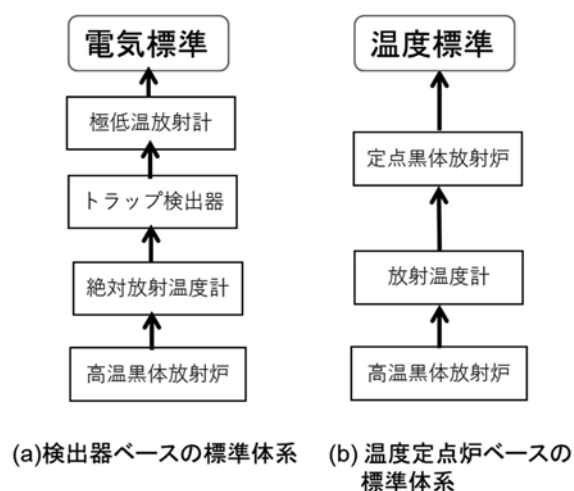 電気標準
極低温放射計
トラップ検出器
絶対放射温度計
高温黒体放射炉
(a)検出器ベースの標準体系
温度標準
定点黒体放射炉
放射温度計
高温黒体放射炉
(b) 温度定点炉ベースの
標準体系